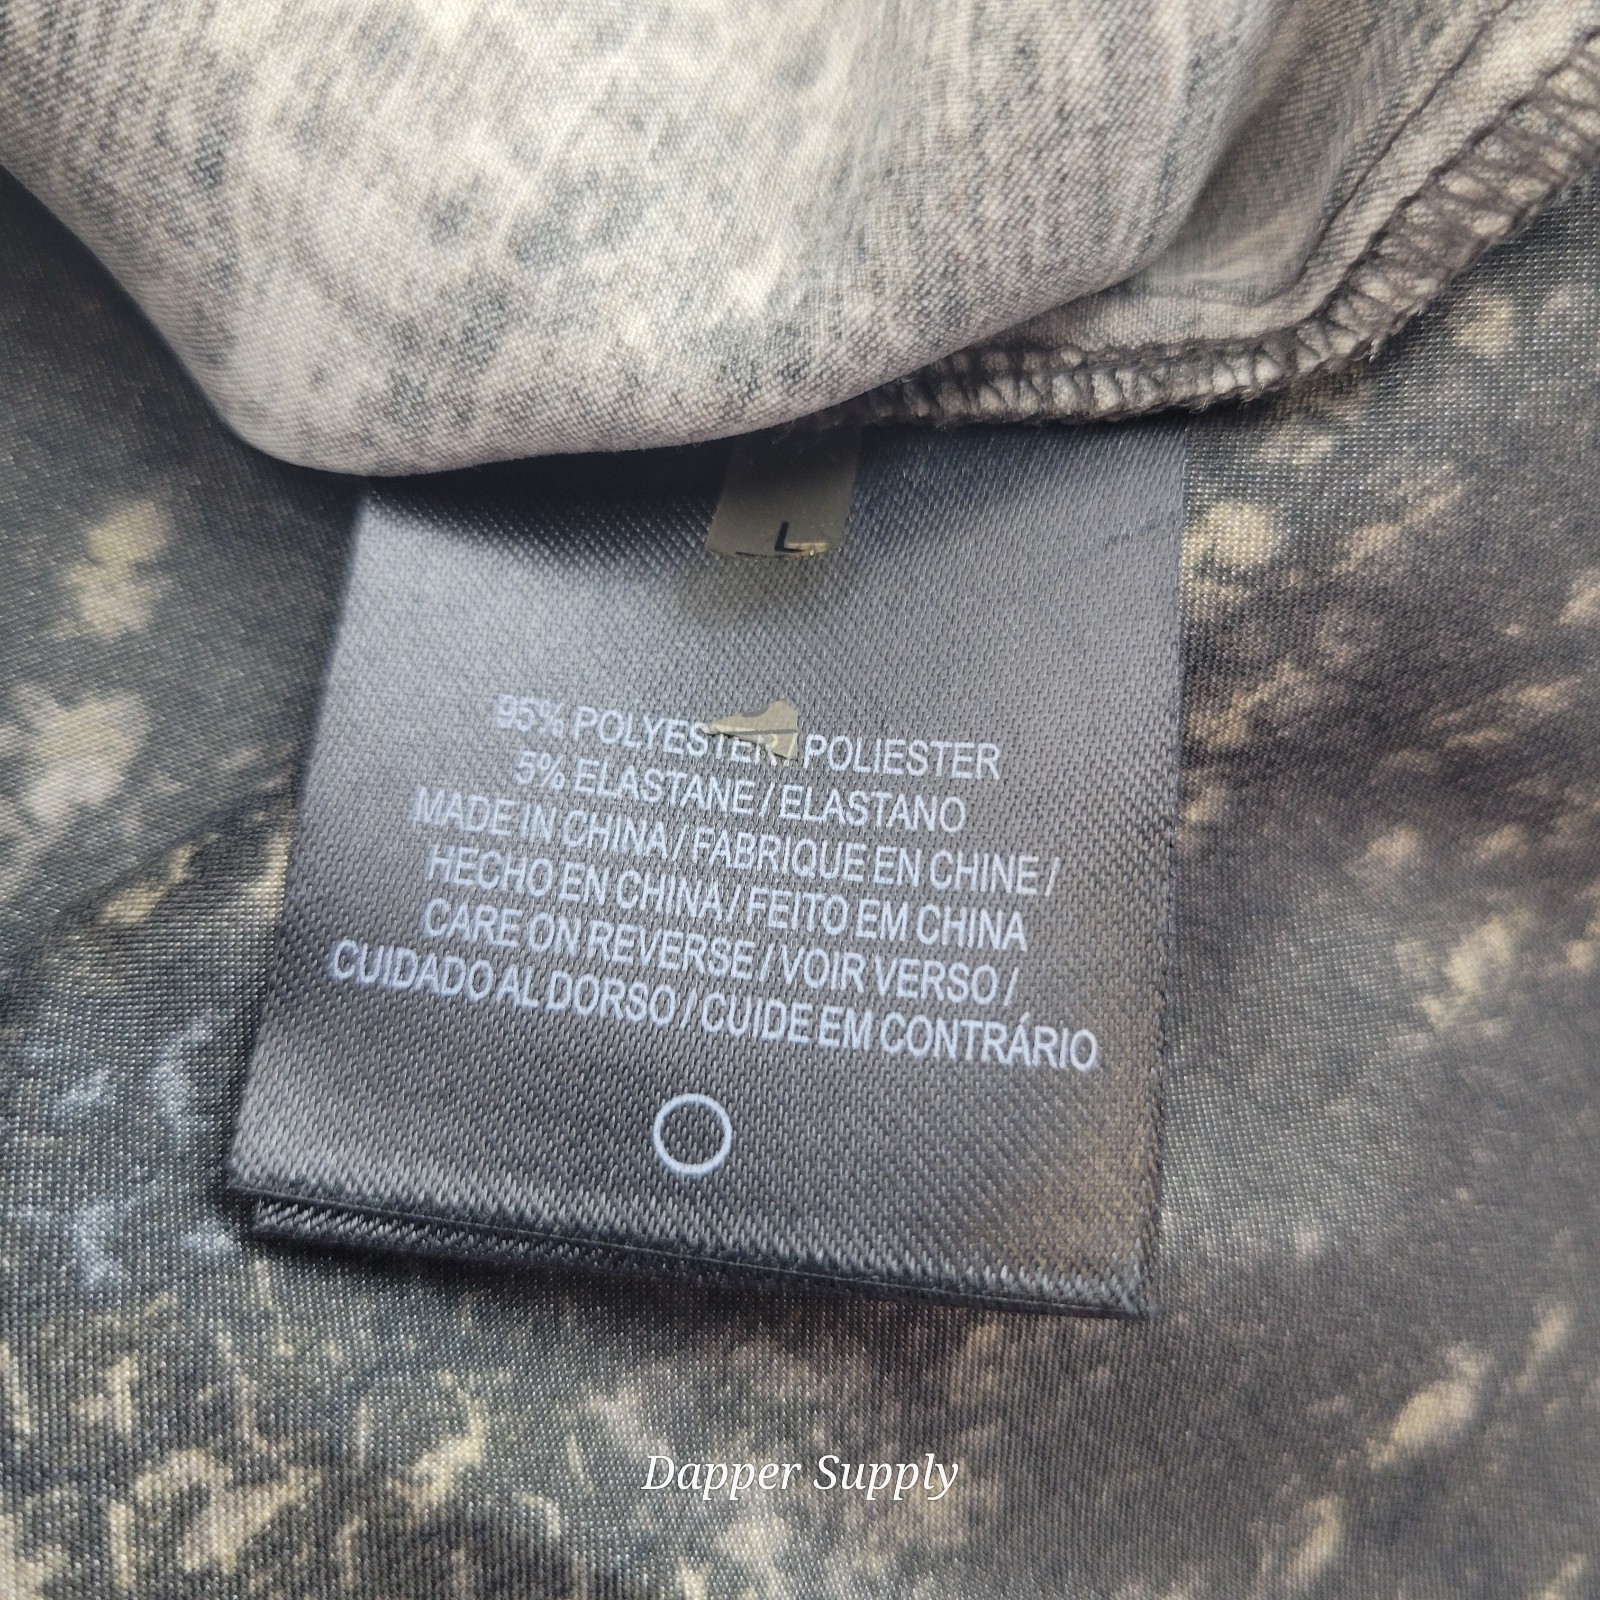 L
95% POLYESTER / POLIESTER
5% ELASTANE / ELASTANO
MADE IN CHINA / FABRIQUE EN CHINE /
HECHO EN CHINA / FEITO EM CHINA
CARE ON REVERSE / VOIR VERSO /
CUIDADO AL DORSO / CUIDE EM CONTRÁRIO
Dapper Supply